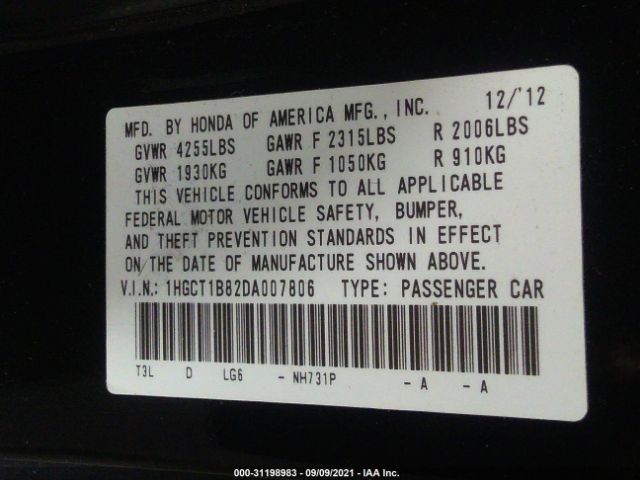 MFD. BY HONDA OF AMERICA MFG., INC. 12/'12
GVWR 4255LBS GAWR F 2315LBS R 2006LBS
GVWR 1930KG GAWR F 1050KG R 910KG
THIS VEHICLE CONFORMS TO ALL APPLICABLE
FEDERAL MOTOR VEHICLE SAFETY, BUMPER,
AND THEFT PREVENTION STANDARDS IN EFFECT
ON THE DATE OF MANUFACTURE SHOWN ABOVE.
V.I.N.: 1HGCT1B82DA007806 TYPE: PASSENGER CAR
T3L D LG6 - NH731P - A - A
000-31198983 - 09/09/2021 - IAA Inc.